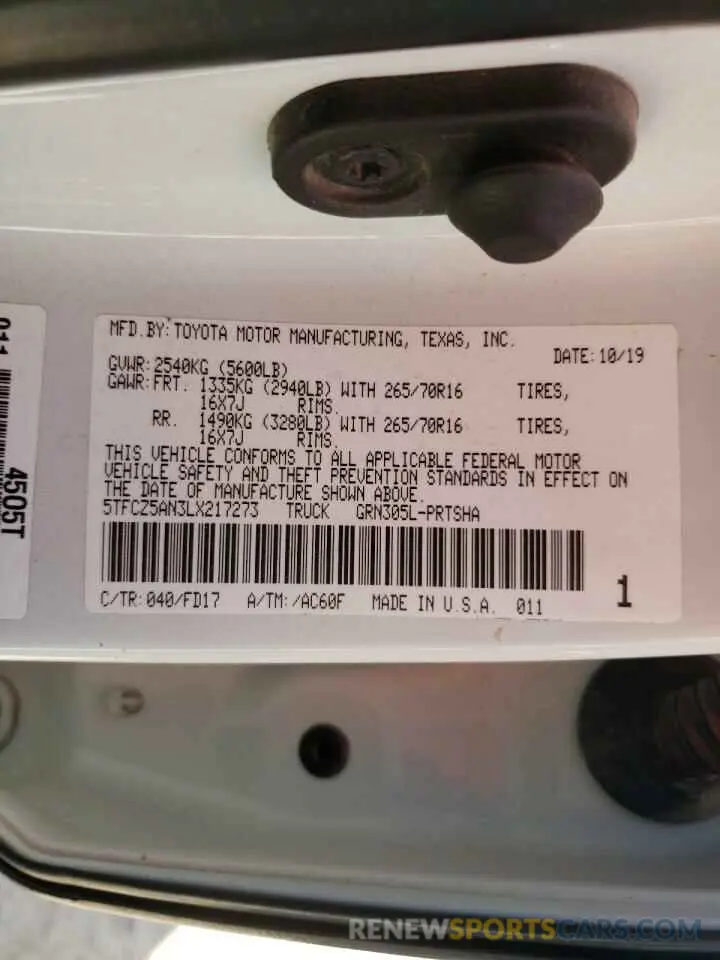 MFD.BY:TOYOTA MOTOR MANUFACTURING, TEXAS, INC.
DATE:10/19
GVWR:2540KG (5600LB)
GAWR:FRT. 1335KG (2940LB) WITH 265/70R16 TIRES,
16X7J RIMS.
RR. 1490KG (3280LB) WITH 265/70R16 TIRES,
16X7J RIMS.
THIS VEHICLE CONFORMS TO ALL APPLICABLE FEDERAL MOTOR
VEHICLE SAFETY AND THEFT PREVENTION STANDARDS IN EFFECT ON
THE DATE OF MANUFACTURE SHOWN ABOVE.
5TFCZ5AN3LX217273 TRUCK GRN305L-PRTSHA
C/TR:040/FD17 A/TM:/AC60F MADE IN U.S.A. 011
1
011
4505T
RENEWSPORTSCARS.COM